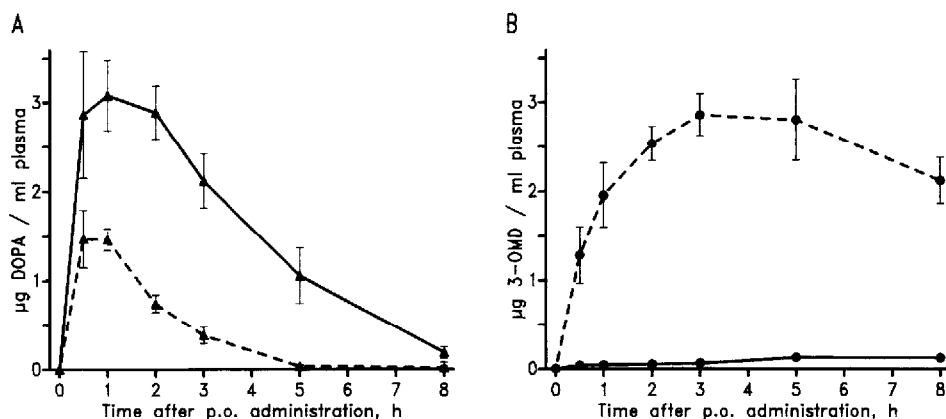 A
µg DOPA / ml plasma
3
2
1
0
0 1 2 3 4 5 6 7 8
Time after p.o. administration, h
B
µg 3-OMD / ml plasma
3
2
1
0
0 1 2 3 4 5 6 7 8
Time after p.o. administration, h